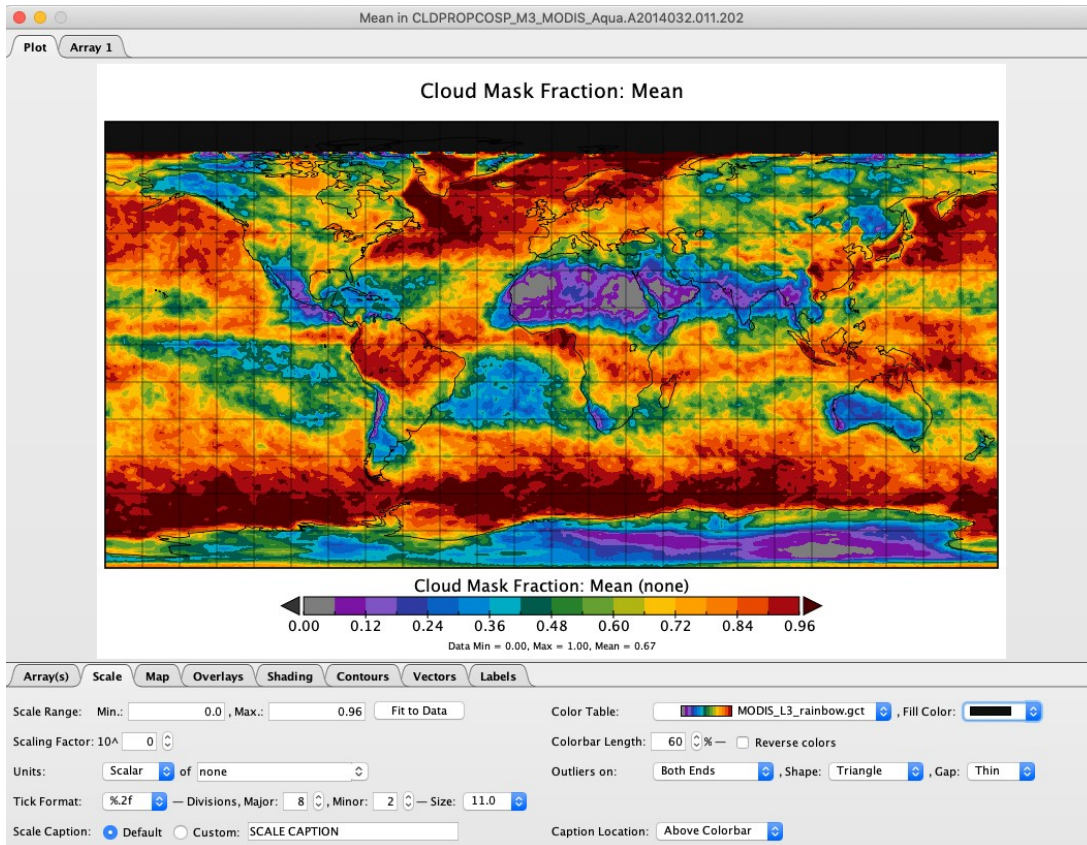 Mean in CLDPROPCOSP_M3_MODIS_Aqua.A2014032.011.202
Plot Array 1
Cloud Mask Fraction: Mean
Cloud Mask Fraction: Mean (none)
0.00 0.12 0.24 0.36 0.48 0.60 0.72 0.84 0.96
Data Min = 0.00, Max = 1.00, Mean = 0.67
Array(s) Scale Map Overlays Shading Contours Vectors Labels
Scale Range: Min.: 0.0 , Max.: 0.96 Fit to Data Color Table: MODIS_L3_rainbow.gct , Fill Color:
Scaling Factor: 10^ 0 Colorbar Length: 60 % — Reverse colors
Units: Scalar of none Outliers on: Both Ends , Shape: Triangle , Gap: Thin
Tick Format: %.2f — Divisions, Major: 8 , Minor: 2 — Size: 11.0
Scale Caption: Default Custom: SCALE CAPTION Caption Location: Above Colorbar